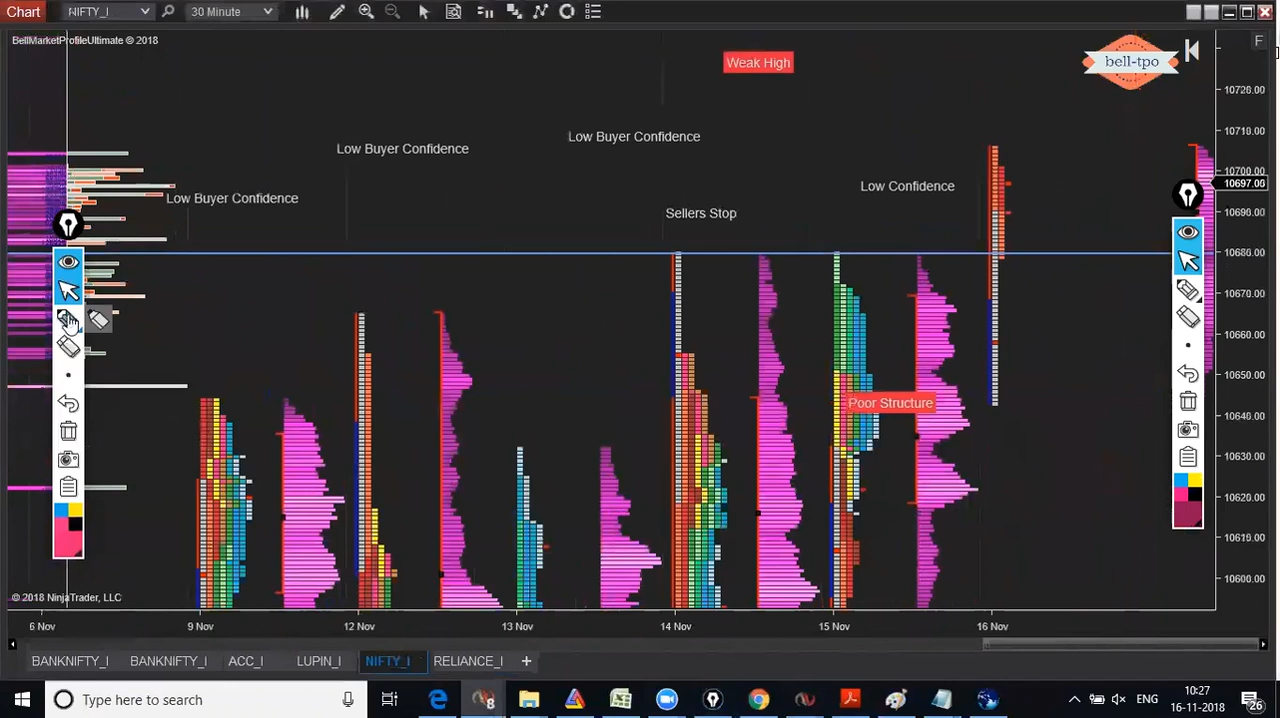 Chart
NIFTY_I
30 Minute
BellMarketProfileUltimate © 2018
F
Weak High
bell-tpo
10728.00
10710.00
10700.00
10697.00
10690.00
10680.00
10670.00
10660.00
10650.00
10640.00
10630.00
10620.00
10619.00
Low Buyer Confidence
Low Buyer Confidence
Low Buyer Confidence
Low Confidence
Sellers Stop
Poor Structure
© 2018 NinjaTrader, LLC
6 Nov
9 Nov
12 Nov
13 Nov
14 Nov
15 Nov
16 Nov
BANKNIFTY_I
BANKNIFTY_I
ACC_I
LUPIN_I
NIFTY_I
RELIANCE_I
+
Type here to search
ENG
10:27
16-11-2018
26